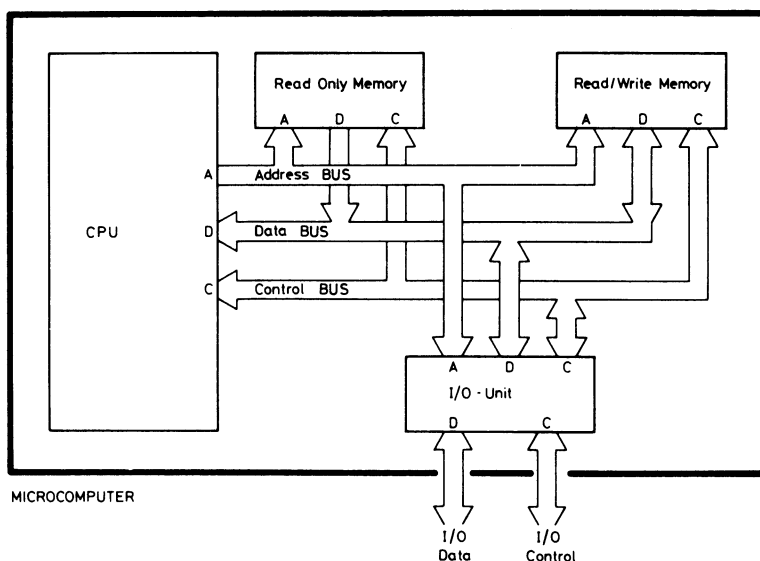 Read Only Memory
A D C
Read/Write Memory
A D C
CPU
A
Address BUS
D
Data BUS
C
Control BUS
A D C
I/O - Unit
D C
MICROCOMPUTER
I/O
Data
I/O
Control